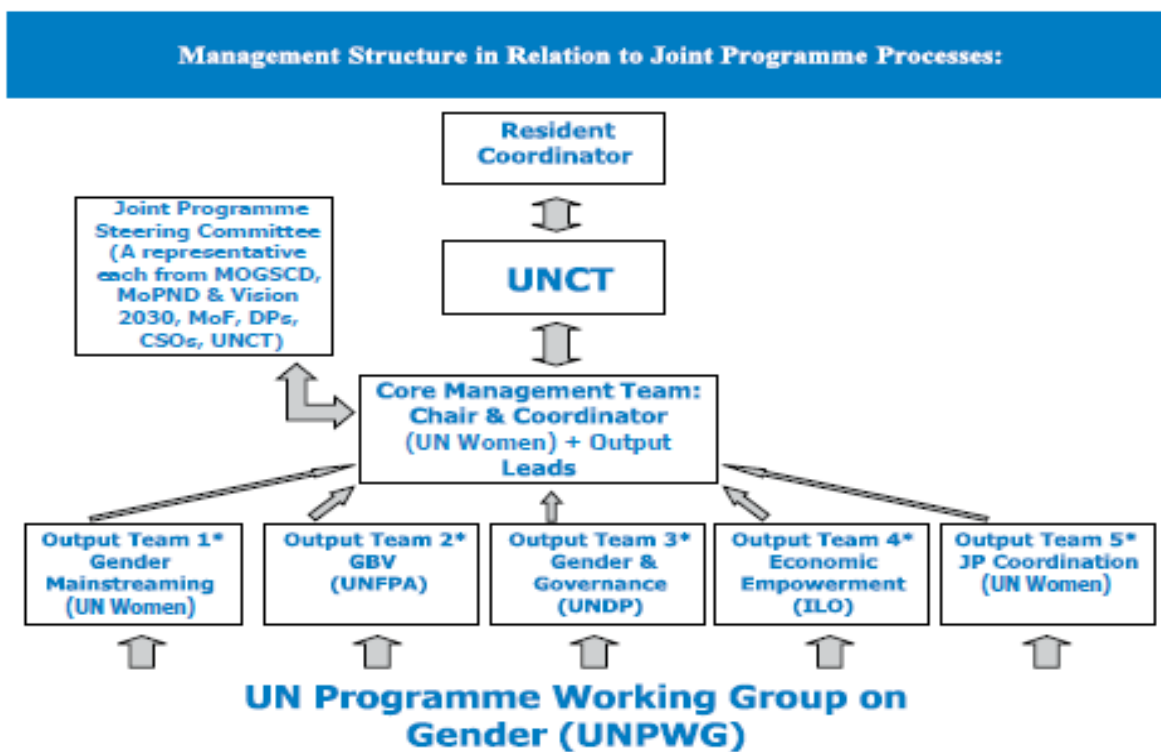 Management Structure in Relation to Joint Programme Processes:
Resident
Coordinator
Joint Programme
Steering Committee
(A representative
each from MOGSCD,
MoPND & Vision
2030, MoF, DPs,
CSOs, UNCT)
UNCT
Core Management Team:
Chair & Coordinator
(UN Women) + Output
Leads
Output Team 1*
Gender
Mainstreaming
(UN Women)
Output Team 2*
GBV
(UNFPA)
Output Team 3*
Gender &
Governance
(UNDP)
Output Team 4*
Economic
Empowerment
(ILO)
Output Team 5*
JP Coordination
(UN Women)
UN Programme Working Group on
Gender (UNPWG)